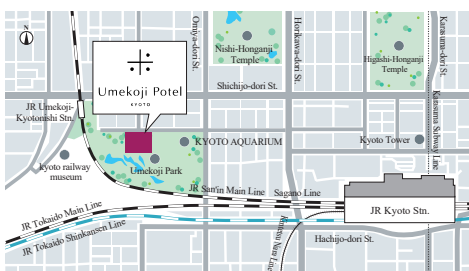 N
Omiya-dori St.
Nishi-Honganji
Temple
Horikawa-dori St.
Higashi-Honganji
Temple
Karasuma-dori St.
Shichijo-dori St.
Umekoji Potel
KYOTO
JR Umekoji-
Kyotonishi Stn.
KYOTO AQUARIUM
Kyoto Tower
Karasuma Subway Line
kyoto railway
museum
Umekoji Park
JR San'in Main Line
Sagano Line
JR Kyoto Stn.
JR Tokaido Main Line
JR Tokaido Shinkansen Line
Hachijo-dori St.
Kintetsu Nara Line